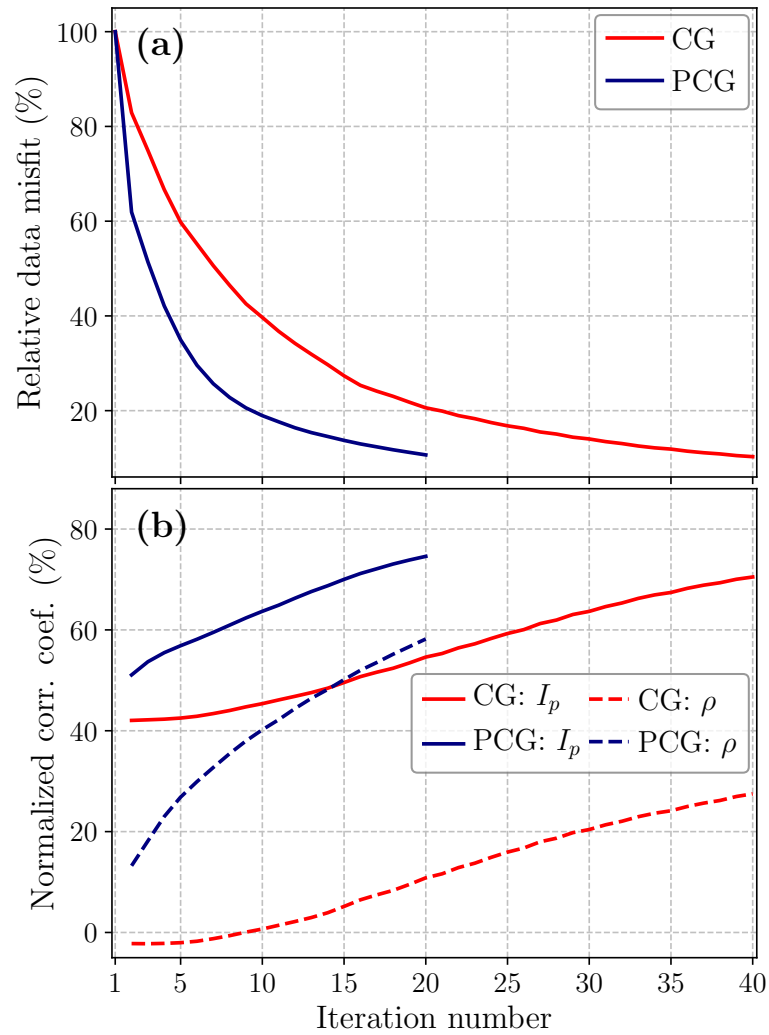 (a)
CG
PCG
Relative data misfit (%)
100
80
60
40
20
(b)
Normalized corr. coef. (%)
80
60
40
20
0
CG: I_p CG: ρ
PCG: I_p PCG: ρ
1 5 10 15 20 25 30 35 40
Iteration number